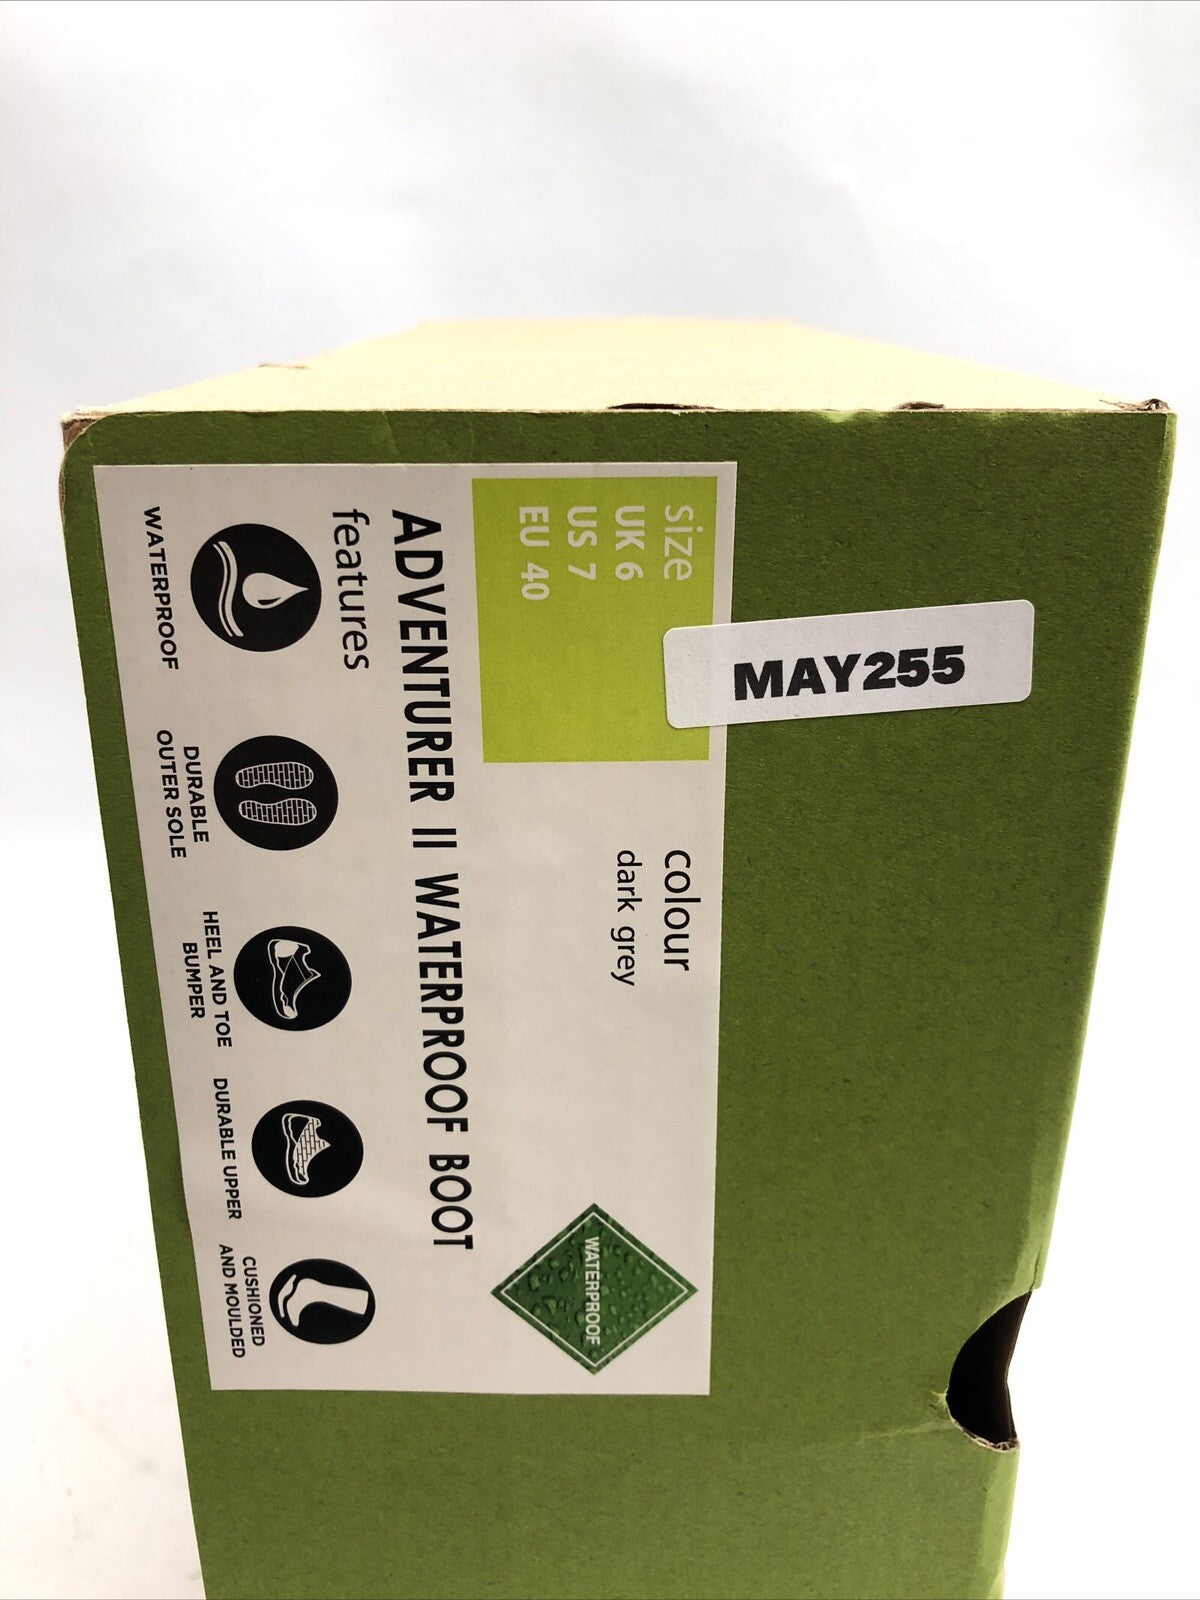 size
UK 6
US 7
EU 40
MAY255
colour
dark grey
ADVENTURER II WATERPROOF BOOT
WATERPROOF
features
WATERPROOF
DURABLE
OUTER SOLE
HEEL AND TOE
BUMPER
DURABLE UPPER
CUSHIONED
AND MOULDED